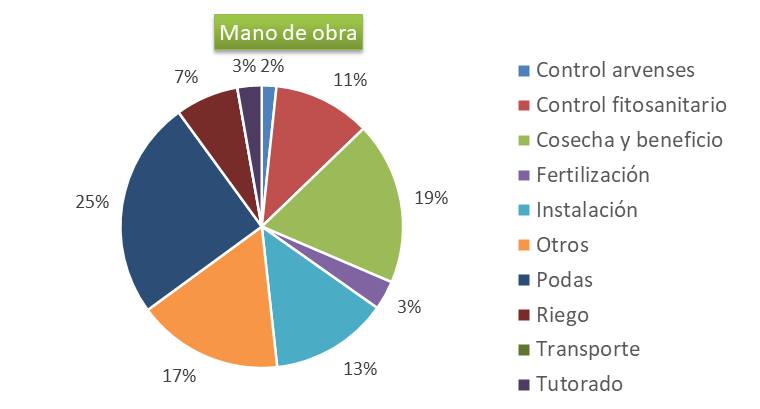 Mano de obra
3% 2%
7%
11%
25%
19%
3%
17%
13%
Control arvenses
Control fitosanitario
Cosecha y beneficio
Fertilización
Instalación
Otros
Podas
Riego
Transporte
Tutorado